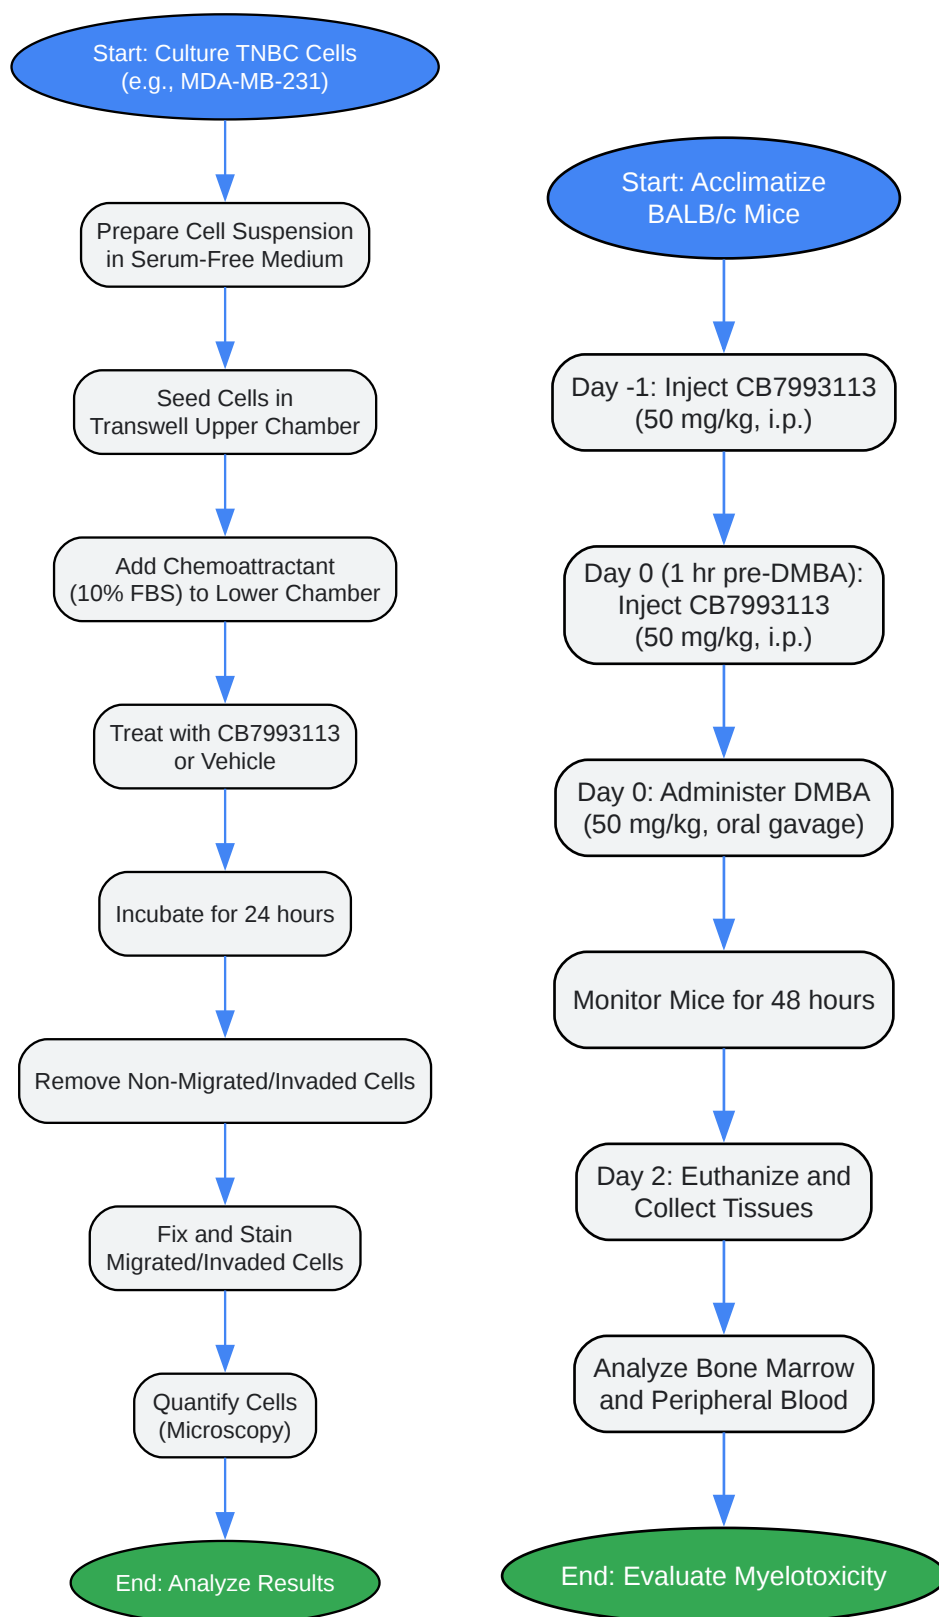 Start: Culture TNBC Cells
(e.g., MDA-MB-231)
Prepare Cell Suspension
in Serum-Free Medium
Seed Cells in
Transwell Upper Chamber
Add Chemoattractant
(10% FBS) to Lower Chamber
Treat with CB7993113
or Vehicle
Incubate for 24 hours
Remove Non-Migrated/Invaded Cells
Fix and Stain
Migrated/Invaded Cells
Quantify Cells
(Microscopy)
End: Analyze Results
Start: Acclimatize
BALB/c Mice
Day -1: Inject CB7993113
(50 mg/kg, i.p.)
Day 0 (1 hr pre-DMBA):
Inject CB7993113
(50 mg/kg, i.p.)
Day 0: Administer DMBA
(50 mg/kg, oral gavage)
Monitor Mice for 48 hours
Day 2: Euthanize and
Collect Tissues
Analyze Bone Marrow
and Peripheral Blood
End: Evaluate Myelotoxicity